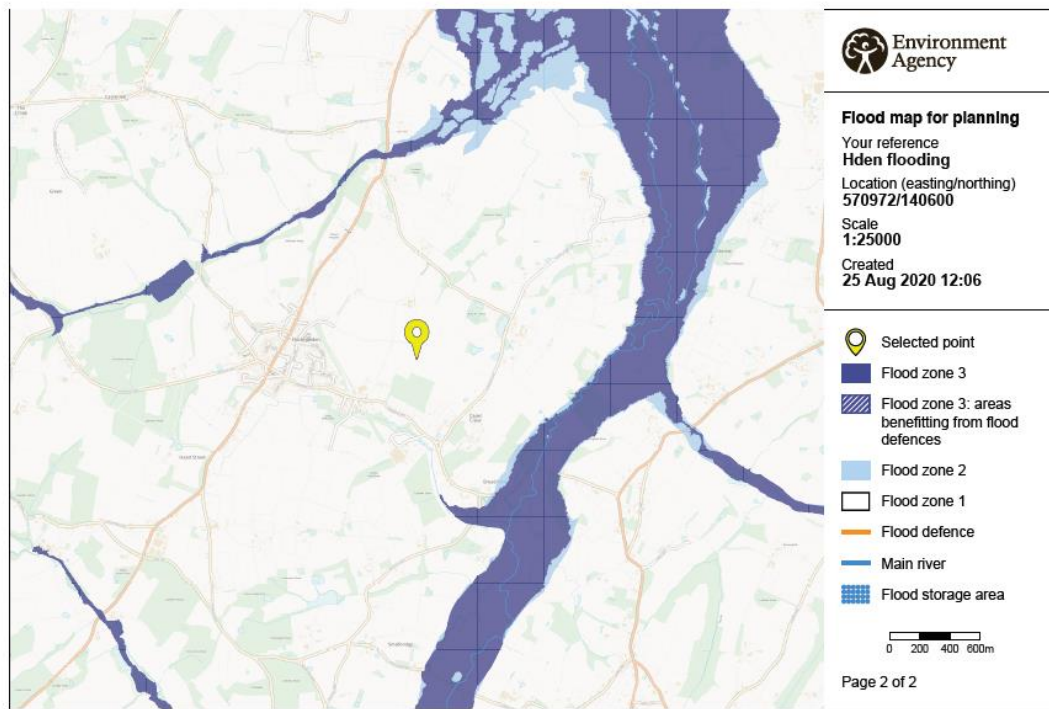 Environment
Agency
Flood map for planning
Your reference
Hden flooding
Location (easting/northing)
570972/140600
Scale
1:25000
Created
25 Aug 2020 12:06
Selected point
Flood zone 3
Flood zone 3: areas
benefitting from flood
defences
Flood zone 2
Flood zone 1
Flood defence
Main river
Flood storage area
0 200 400 600m
Page 2 of 2